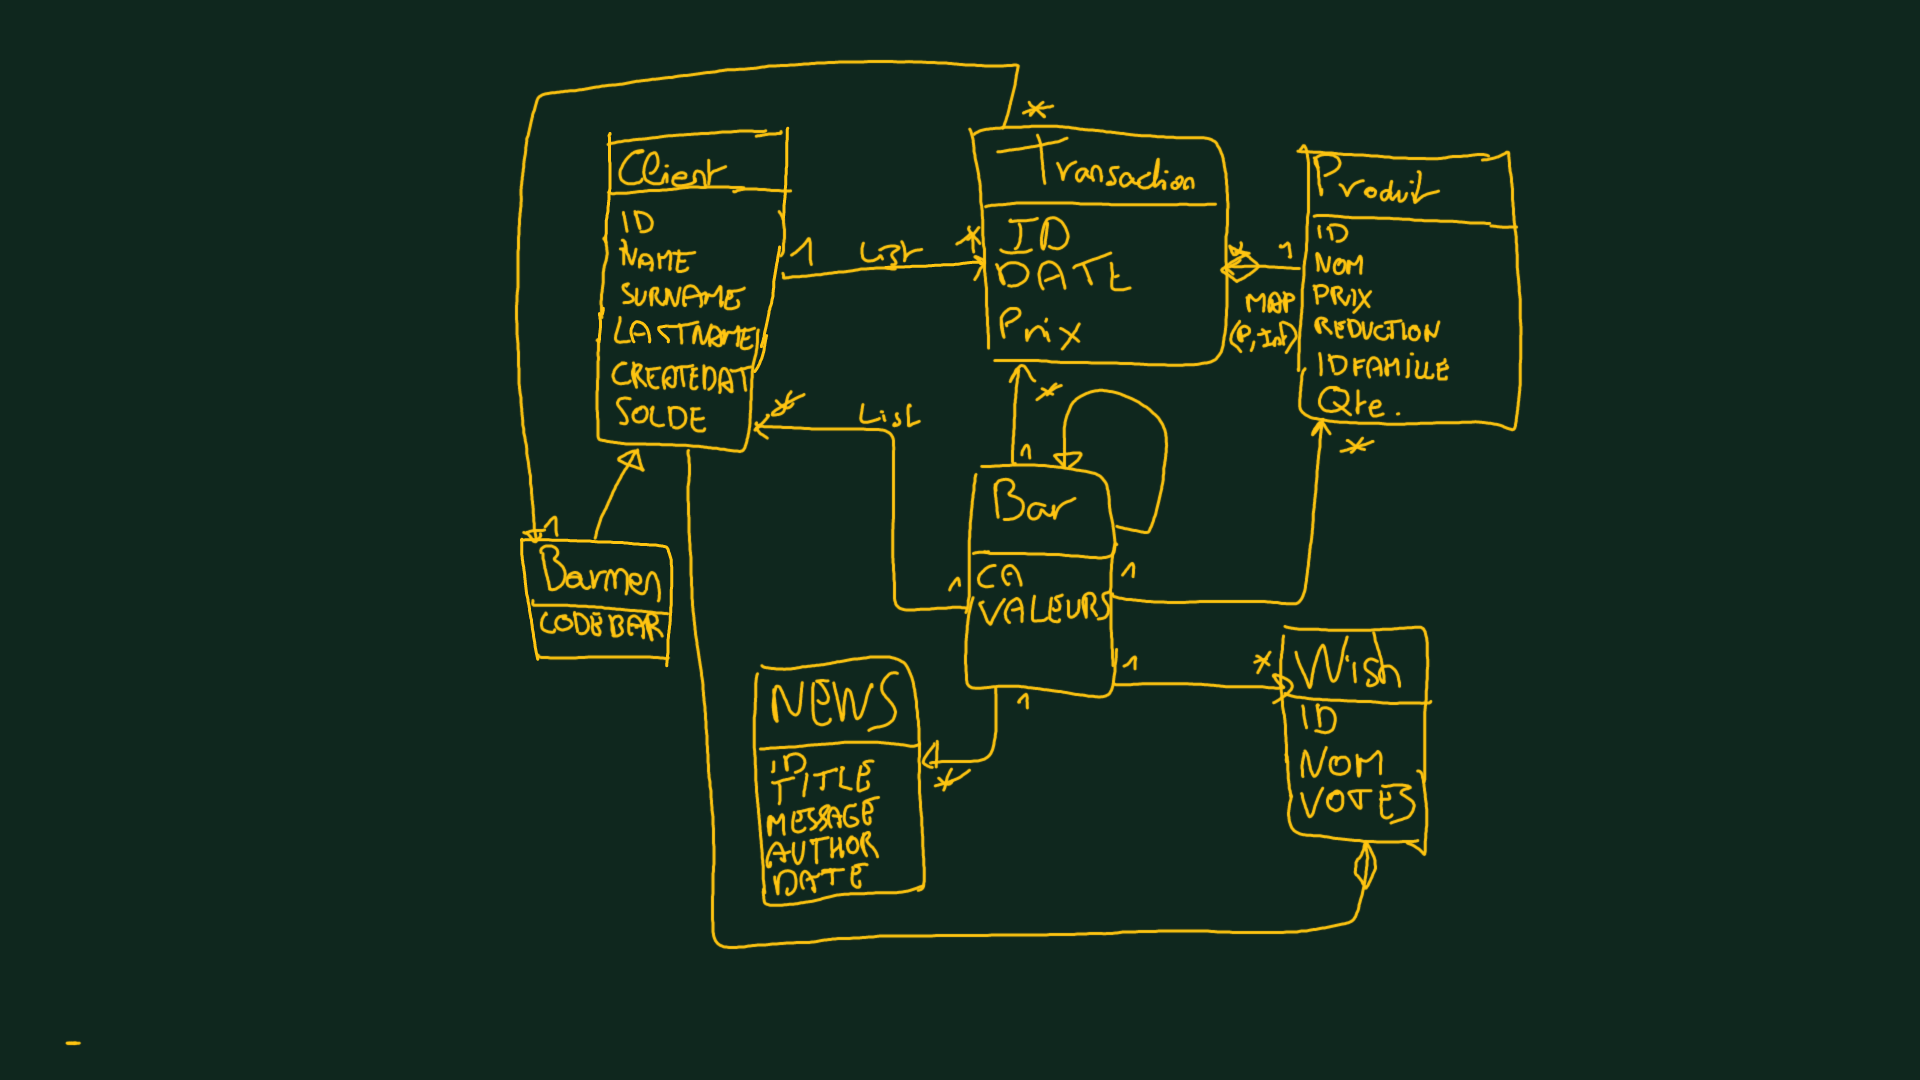 Client
ID
NAME
SURNAME
LASTNAME
CREATEDAT
SOLDE
1
List
*
*
Transaction
ID
DATE
Prix
*
1
MAP
(P, Int)
Produit
ID
NOM
PRIX
REDUCTION
IDFAMILLE
Qte.
*
*
List
*
1
Bar
CA
VALEURS
1
1
1
1
1
Barmen
CODEBAR
NEWS
ID
TITLE
MESSAGE
AUTHOR
DATE
*
*
Wish
ID
NOM
VOTES